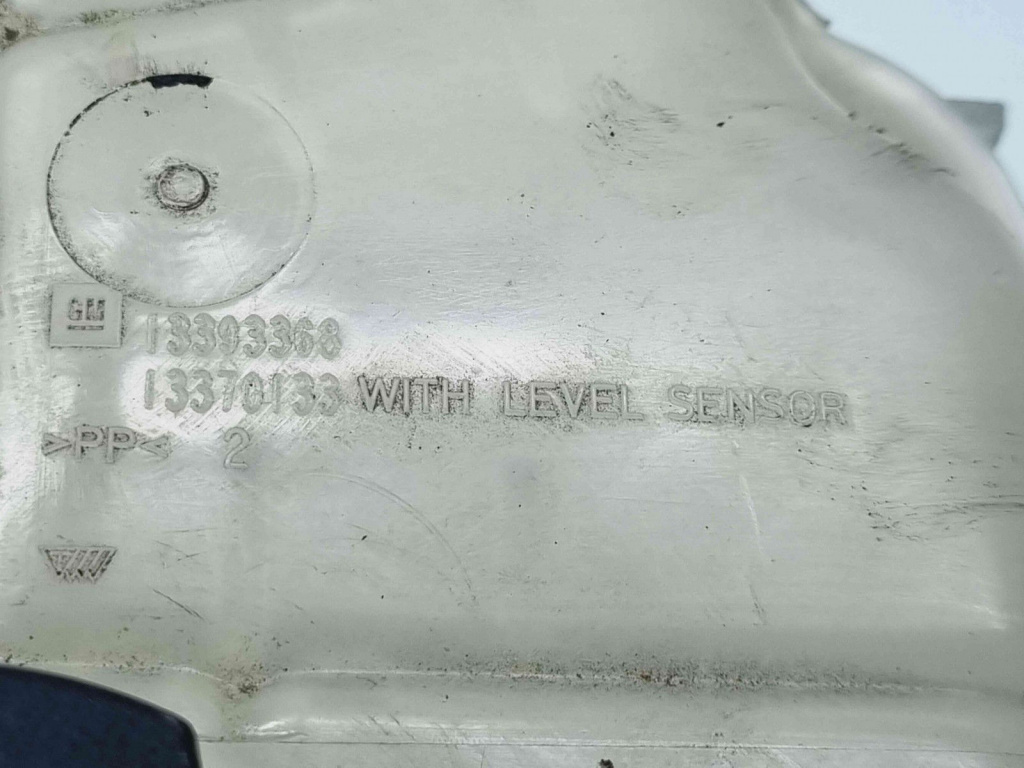 GM
13393368
13370133 WITH LEVEL SENSOR
>PP< 2